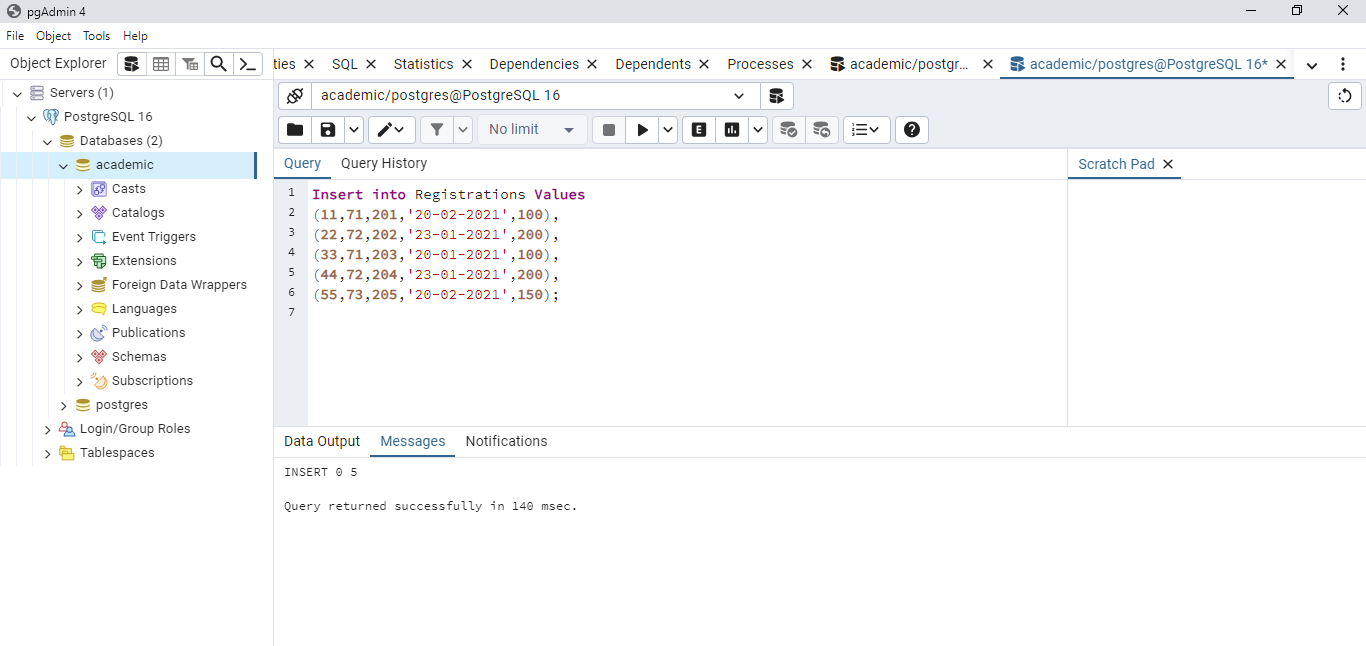 pgAdmin 4
File Object Tools Help
Object Explorer
ties SQL Statistics Dependencies Dependents Processes academic/postgr... academic/postgres@PostgreSQL 16*
Servers (1)
PostgreSQL 16
Databases (2)
academic
Casts
Catalogs
Event Triggers
Extensions
Foreign Data Wrappers
Languages
Publications
Schemas
Subscriptions
postgres
Login/Group Roles
Tablespaces
academic/postgres@PostgreSQL 16
No limit E
Query Query History
Scratch Pad
1 Insert into Registrations Values
2 (11,71,201,'20-02-2021',100),
3 (22,72,202,'23-01-2021',200),
4 (33,71,203,'20-01-2021',100),
5 (44,72,204,'23-01-2021',200),
6 (55,73,205,'20-02-2021',150);
7
Data Output Messages Notifications
INSERT 0 5
Query returned successfully in 140 msec.